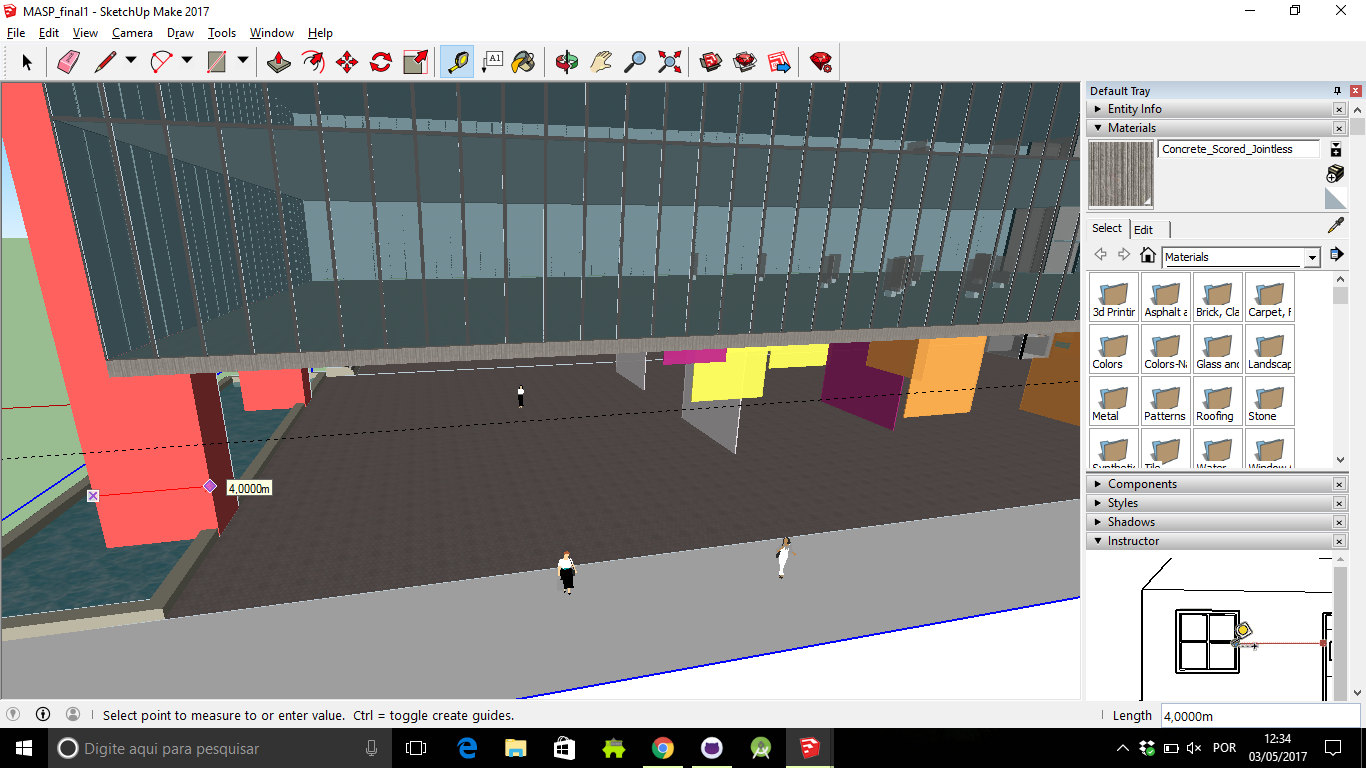 MASP_final1 - SketchUp Make 2017
File Edit View Camera Draw Tools Window Help
A1
Default Tray
Entity Info
Materials
Concrete_Scored_Jointless
Select Edit
Materials
3d Printir Asphalt a Brick, Cla Carpet, F
Colors Colors-Na Glass and Landscap
Metal Patterns Roofing Stone
Synthetic Tile Water Window
Components
Styles
Shadows
Instructor
4,0000m
Select point to measure to or enter value. Ctrl = toggle create guides.
Length 4,0000m
Digite aqui para pesquisar
POR
12:34
03/05/2017